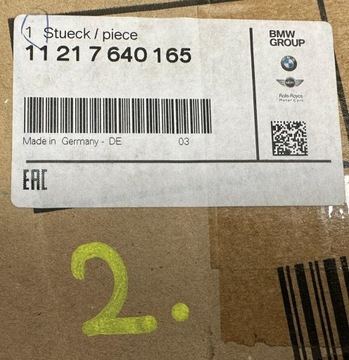 1 Stueck / piece
11 21 7 640 165
BMW
GROUP
Rolls-Royce
Motor Cars
Made in Germany - DE 03
EAC
2.